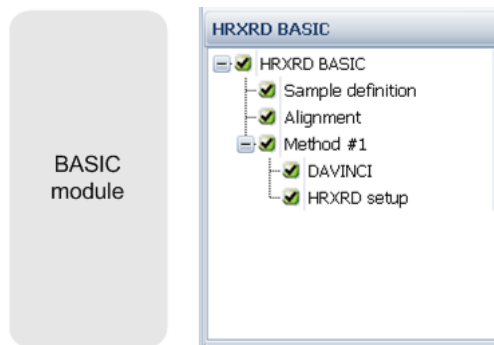 BASIC
module
HRXRD BASIC
HRXRD BASIC
Sample definition
Alignment
Method #1
DAVINCI
HRXRD setup